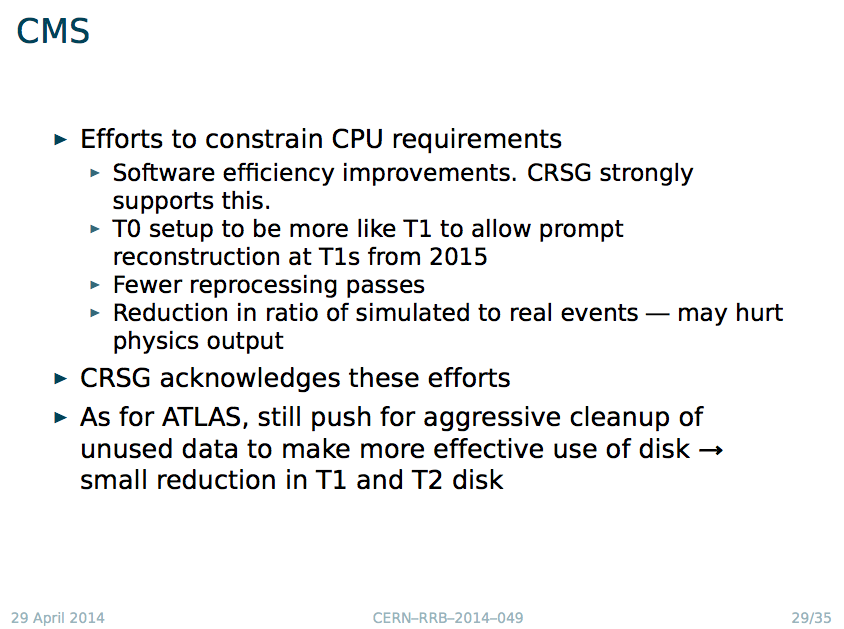 CMS
► Efforts to constrain CPU requirements
► Software efficiency improvements. CRSG strongly
supports this.
► T0 setup to be more like T1 to allow prompt
reconstruction at T1s from 2015
► Fewer reprocessing passes
► Reduction in ratio of simulated to real events — may hurt
physics output
► CRSG acknowledges these efforts
► As for ATLAS, still push for aggressive cleanup of
unused data to make more effective use of disk →
small reduction in T1 and T2 disk
29 April 2014 CERN–RRB–2014–049 29/35